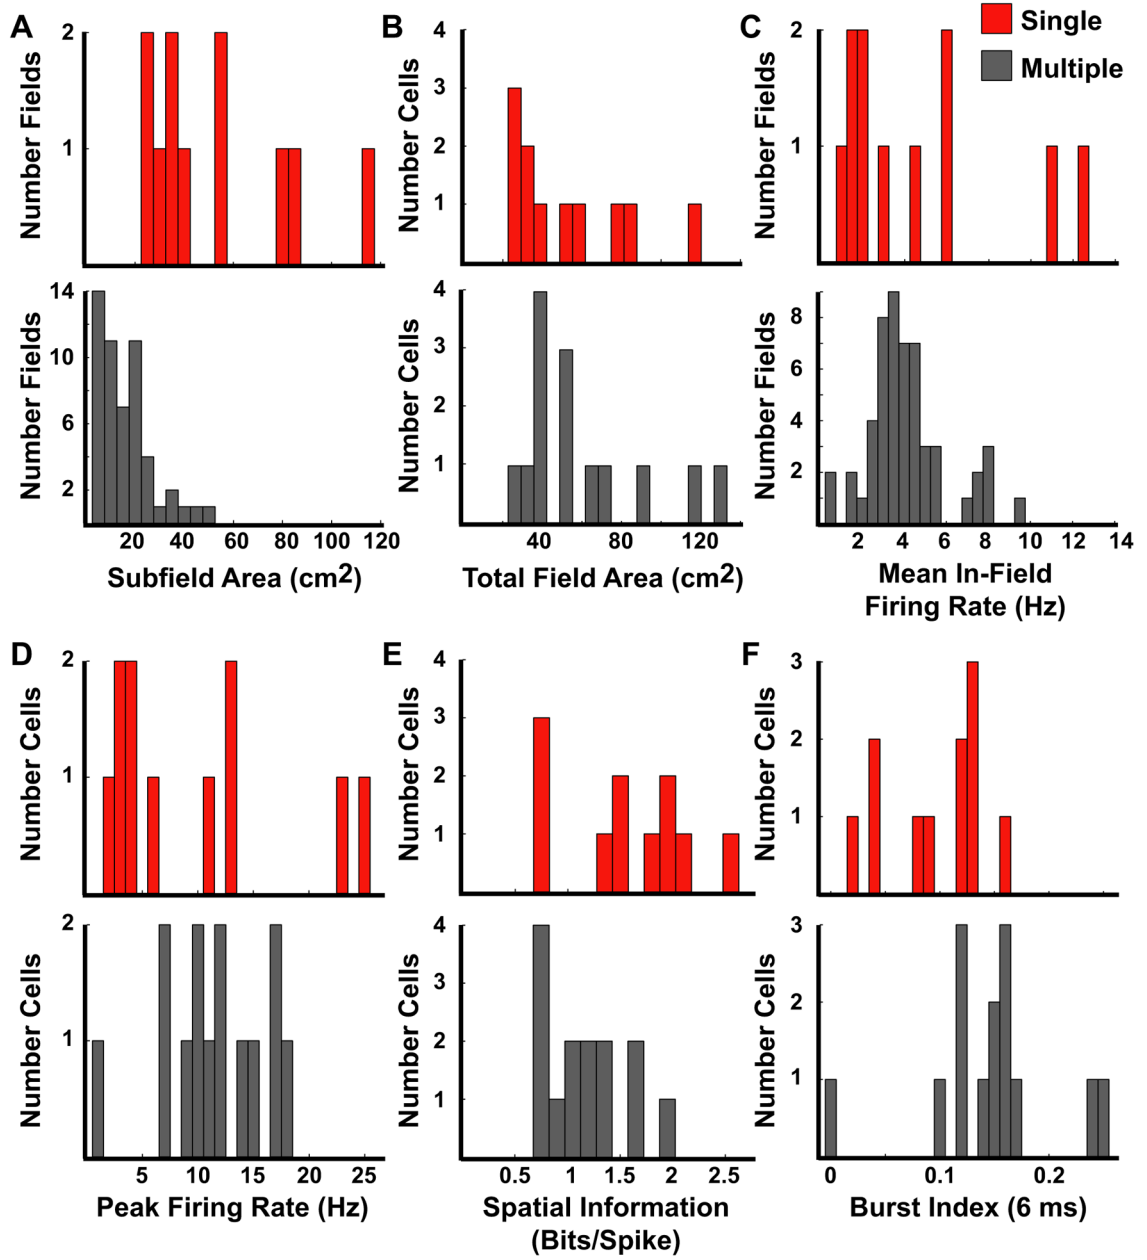 A
B
C
Single
Multiple
2
1
Number Fields
4
3
2
1
Number Cells
2
1
Number Fields
14
10
6
2
Number Fields
20 40 60 80 100 120
Subfield Area (cm2)
4
3
2
1
Number Cells
40 80 120
Total Field Area (cm2)
8
6
4
2
Number Fields
2 4 6 8 10 12 14
Mean In-Field
Firing Rate (Hz)
D
E
F
2
1
Number Cells
4
3
2
1
Number Cells
3
2
1
Number Cells
2
1
Number Cells
5 10 15 20 25
Peak Firing Rate (Hz)
4
3
2
1
Number Cells
0.5 1 1.5 2 2.5
Spatial Information
(Bits/Spike)
3
2
1
Number Cells
0 0.1 0.2
Burst Index (6 ms)